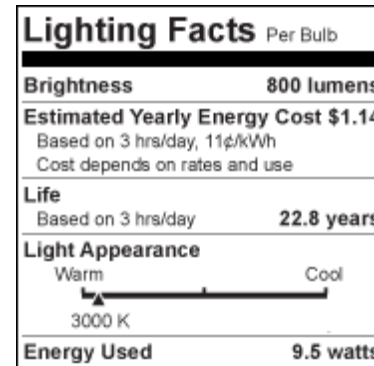 Lighting Facts Per Bulb
Brightness 800 lumens
Estimated Yearly Energy Cost $1.14
Based on 3 hrs/day, 11¢/kWh
Cost depends on rates and use
Life
Based on 3 hrs/day 22.8 years
Light Appearance
Warm Cool
3000 K
Energy Used 9.5 watts